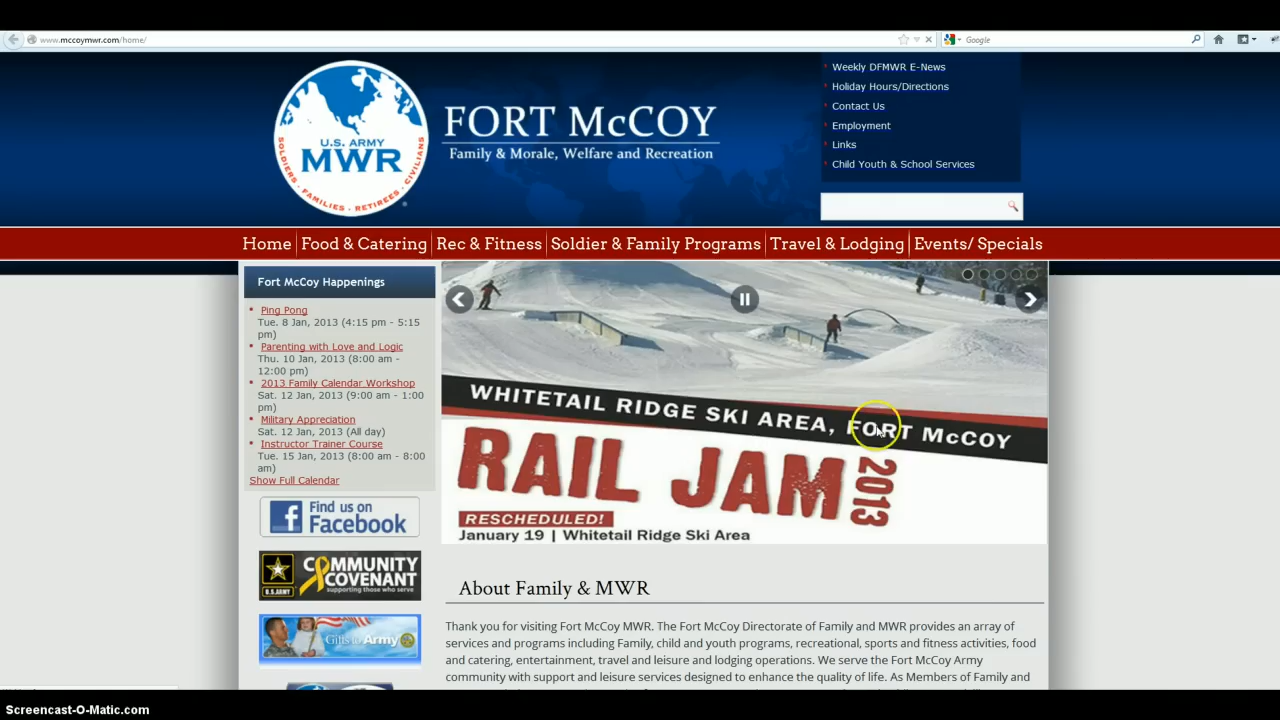 www.mccoymwr.com/home/
Google
U.S. ARMY
MWR
SOLDIERS • FAMILIES • RETIREES • CIVILIANS
FORT McCOY
Family & Morale, Welfare and Recreation
Weekly DFMWR E-News
Holiday Hours/Directions
Contact Us
Employment
Links
Child Youth & School Services
Home
Food & Catering
Rec & Fitness
Soldier & Family Programs
Travel & Lodging
Events/ Specials
Fort McCoy Happenings
Ping Pong
Tue. 8 Jan, 2013 (4:15 pm - 5:15
pm)
Parenting with Love and Logic
Thu. 10 Jan, 2013 (8:00 am -
12:00 pm)
2013 Family Calendar Workshop
Sat. 12 Jan, 2013 (9:00 am - 1:00
pm)
Military Appreciation
Sat. 12 Jan, 2013 (All day)
Instructor Trainer Course
Tue. 15 Jan, 2013 (8:00 am - 8:00
am)
Show Full Calendar
Find us on
Facebook
U.S.ARMY
COMMUNITY
COVENANT
supporting those who serve
Gifts to Army
WHITETAIL RIDGE SKI AREA, FORT McCOY
RAIL JAM 2013
RESCHEDULED!
January 19 | Whitetail Ridge Ski Area
About Family & MWR
Thank you for visiting Fort McCoy MWR. The Fort McCoy Directorate of Family and MWR provides an array of
services and programs including Family, child and youth programs, recreational, sports and fitness activities, food
and catering, entertainment, travel and leisure and lodging operations. We serve the Fort McCoy Army
community with support and leisure services designed to enhance the quality of life. As Members of Family and
Screencast-O-Matic.com